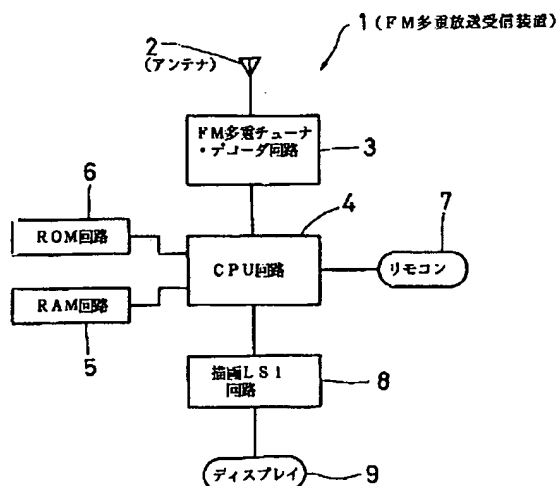 1 (FM多重放送受信装置)
2
(アンテナ)
FM多重チューナ
・デコーダ回路
3
6
ROM回路
4
CPU回路
7
リモコン
RAM回路
5
描画LSI
回路
8
ディスプレイ
9